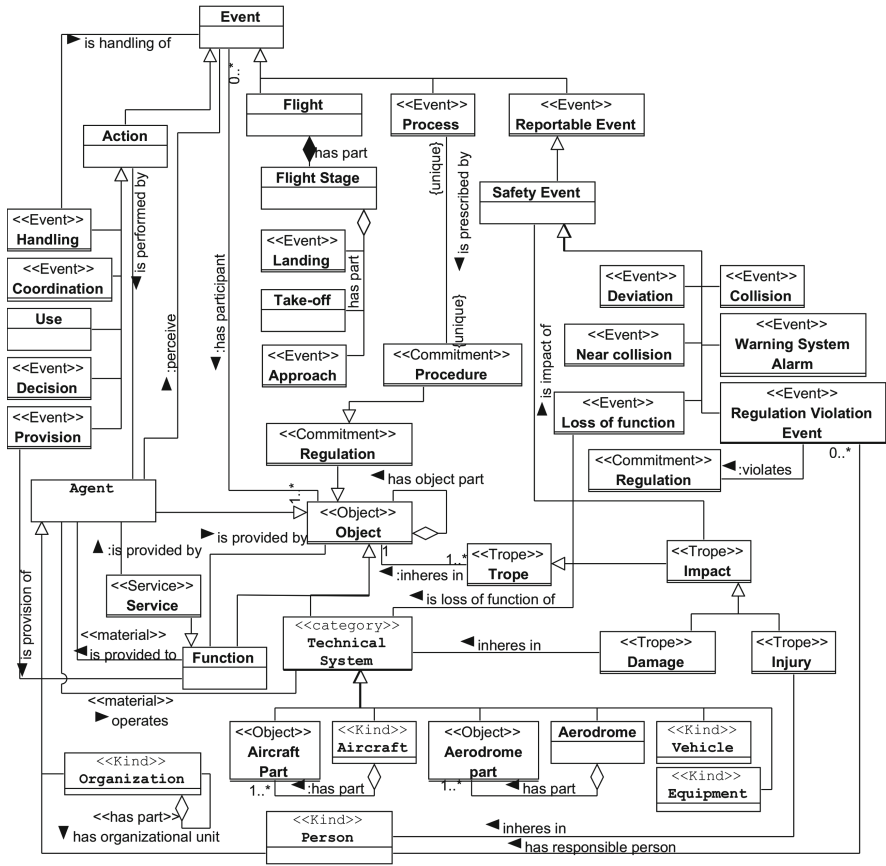 Event
is handling of
0..*
Flight
<<Event>>
Process
<<Event>>
Reportable Event
Action
has part
{unique}
is prescribed by
Flight Stage
Safety Event
is performed by
<<Event>>
Handling
<<Event>>
Landing
has part
<<Event>>
Coordination
:has participant
<<Event>>
Deviation
<<Event>>
Collision
Use
Take-off
:perceive
{unique}
is impact of
<<Event>>
Near collision
<<Event>>
Warning System
Alarm
<<Event>>
Decision
<<Event>>
Approach
<<Commitment>>
Procedure
<<Event>>
Provision
<<Event>>
Loss of function
<<Event>>
Regulation Violation
Event
0..*
<<Commitment>>
Regulation
<<Commitment>>
Regulation
:violates
has object part
Agent
1..*
<<Object>>
Object
is provided by
:is provided by
1
1..*
:inheres in
<<Trope>>
Trope
<<Trope>>
Impact
is provision of
<<Service>>
Service
is loss of function of
<<material>>
is provided to
Function
<<category>>
Technical
System
inheres in
<<Trope>>
Damage
<<Trope>>
Injury
<<material>>
operates
<<Object>>
Aircraft
Part
<<Kind>>
Aircraft
<<Object>>
Aerodrome
part
Aerodrome
<<Kind>>
Vehicle
<<Kind>>
Organization
1..*
:has part
1..*
has part
<<Kind>>
Equipment
<<has part>>
has organizational unit
<<Kind>>
Person
inheres in
has responsible person